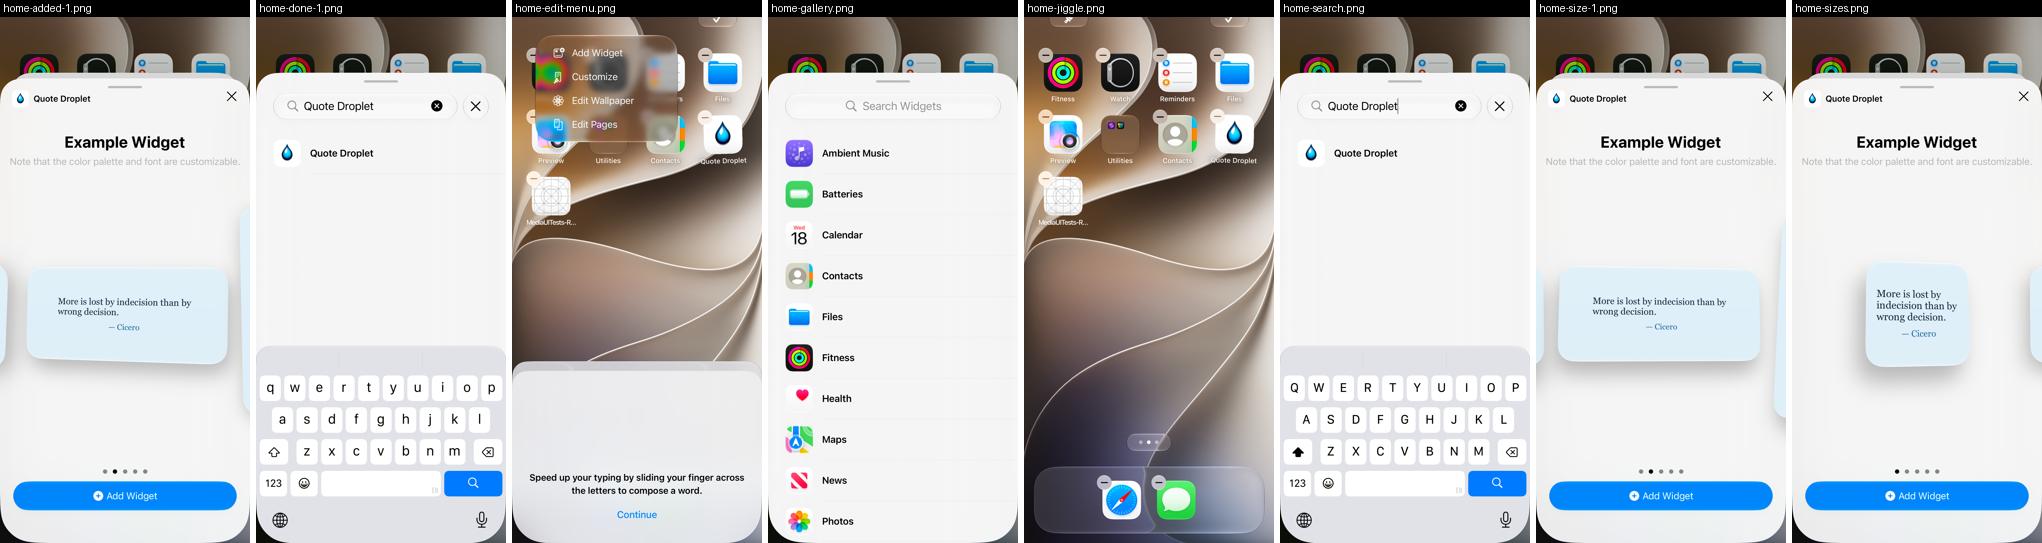 home-added-1.png
Quote Droplet
Example Widget
Note that the color palette and font are customizable.
More is lost by indecision than by
wrong decision.
— Cicero
Add Widget
home-done-1.png
Quote Droplet
Quote Droplet
q w e r t y u i o p
a s d f g h j k l
z x c v b n m
123
home-edit-menu.png
Add Widget
Customize
Edit Wallpaper
Edit Pages
Files
Preview
Utilities
Contacts
Quote Droplet
MediaUITests-R...
Speed up your typing by sliding your finger across
the letters to compose a word.
Continue
home-gallery.png
Search Widgets
Ambient Music
Batteries
Calendar
Wed
18
Contacts
Files
Fitness
Health
Maps
News
Photos
home-jiggle.png
Fitness
Watch
Reminders
Files
Preview
Utilities
Contacts
Quote Droplet
MediaUITests-R...
home-search.png
Quote Droplet
Quote Droplet
Q W E R T Y U I O P
A S D F G H J K L
Z X C V B N M
123
home-size-1.png
Quote Droplet
Example Widget
Note that the color palette and font are customizable.
More is lost by indecision than by
wrong decision.
— Cicero
Add Widget
home-sizes.png
Quote Droplet
Example Widget
Note that the color palette and font are customizable.
More is lost by
indecision than by
wrong decision.
— Cicero
Add Widget